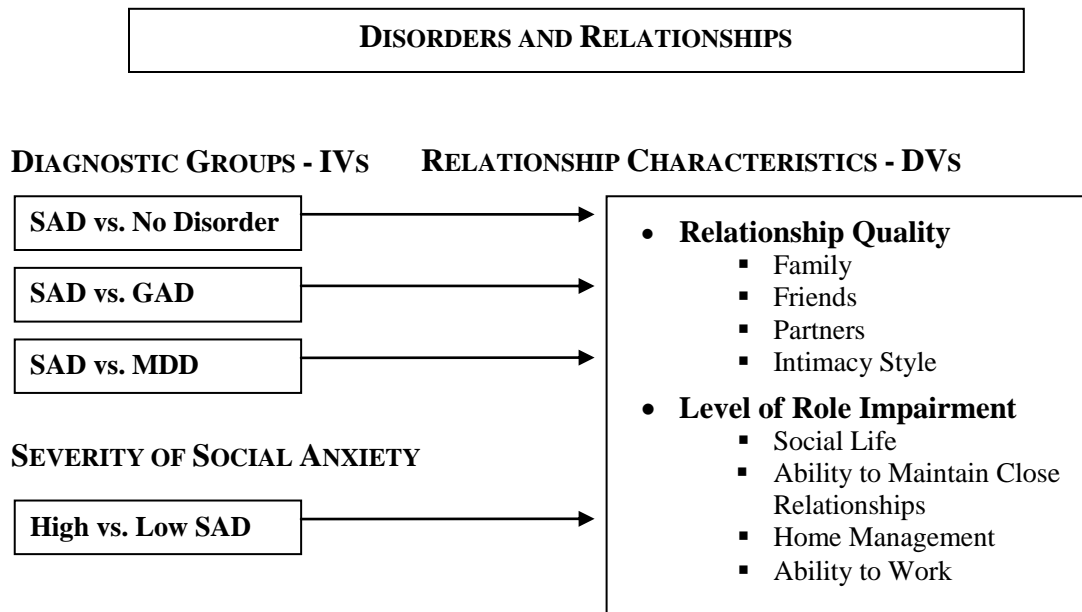 DISORDERS AND RELATIONSHIPS
DIAGNOSTIC GROUPS - IVS
RELATIONSHIP CHARACTERISTICS - DVS
SAD vs. No Disorder
SAD vs. GAD
SAD vs. MDD
SEVERITY OF SOCIAL ANXIETY
High vs. Low SAD
• Relationship Quality
▪ Family
▪ Friends
▪ Partners
▪ Intimacy Style
• Level of Role Impairment
▪ Social Life
▪ Ability to Maintain Close
Relationships
▪ Home Management
▪ Ability to Work